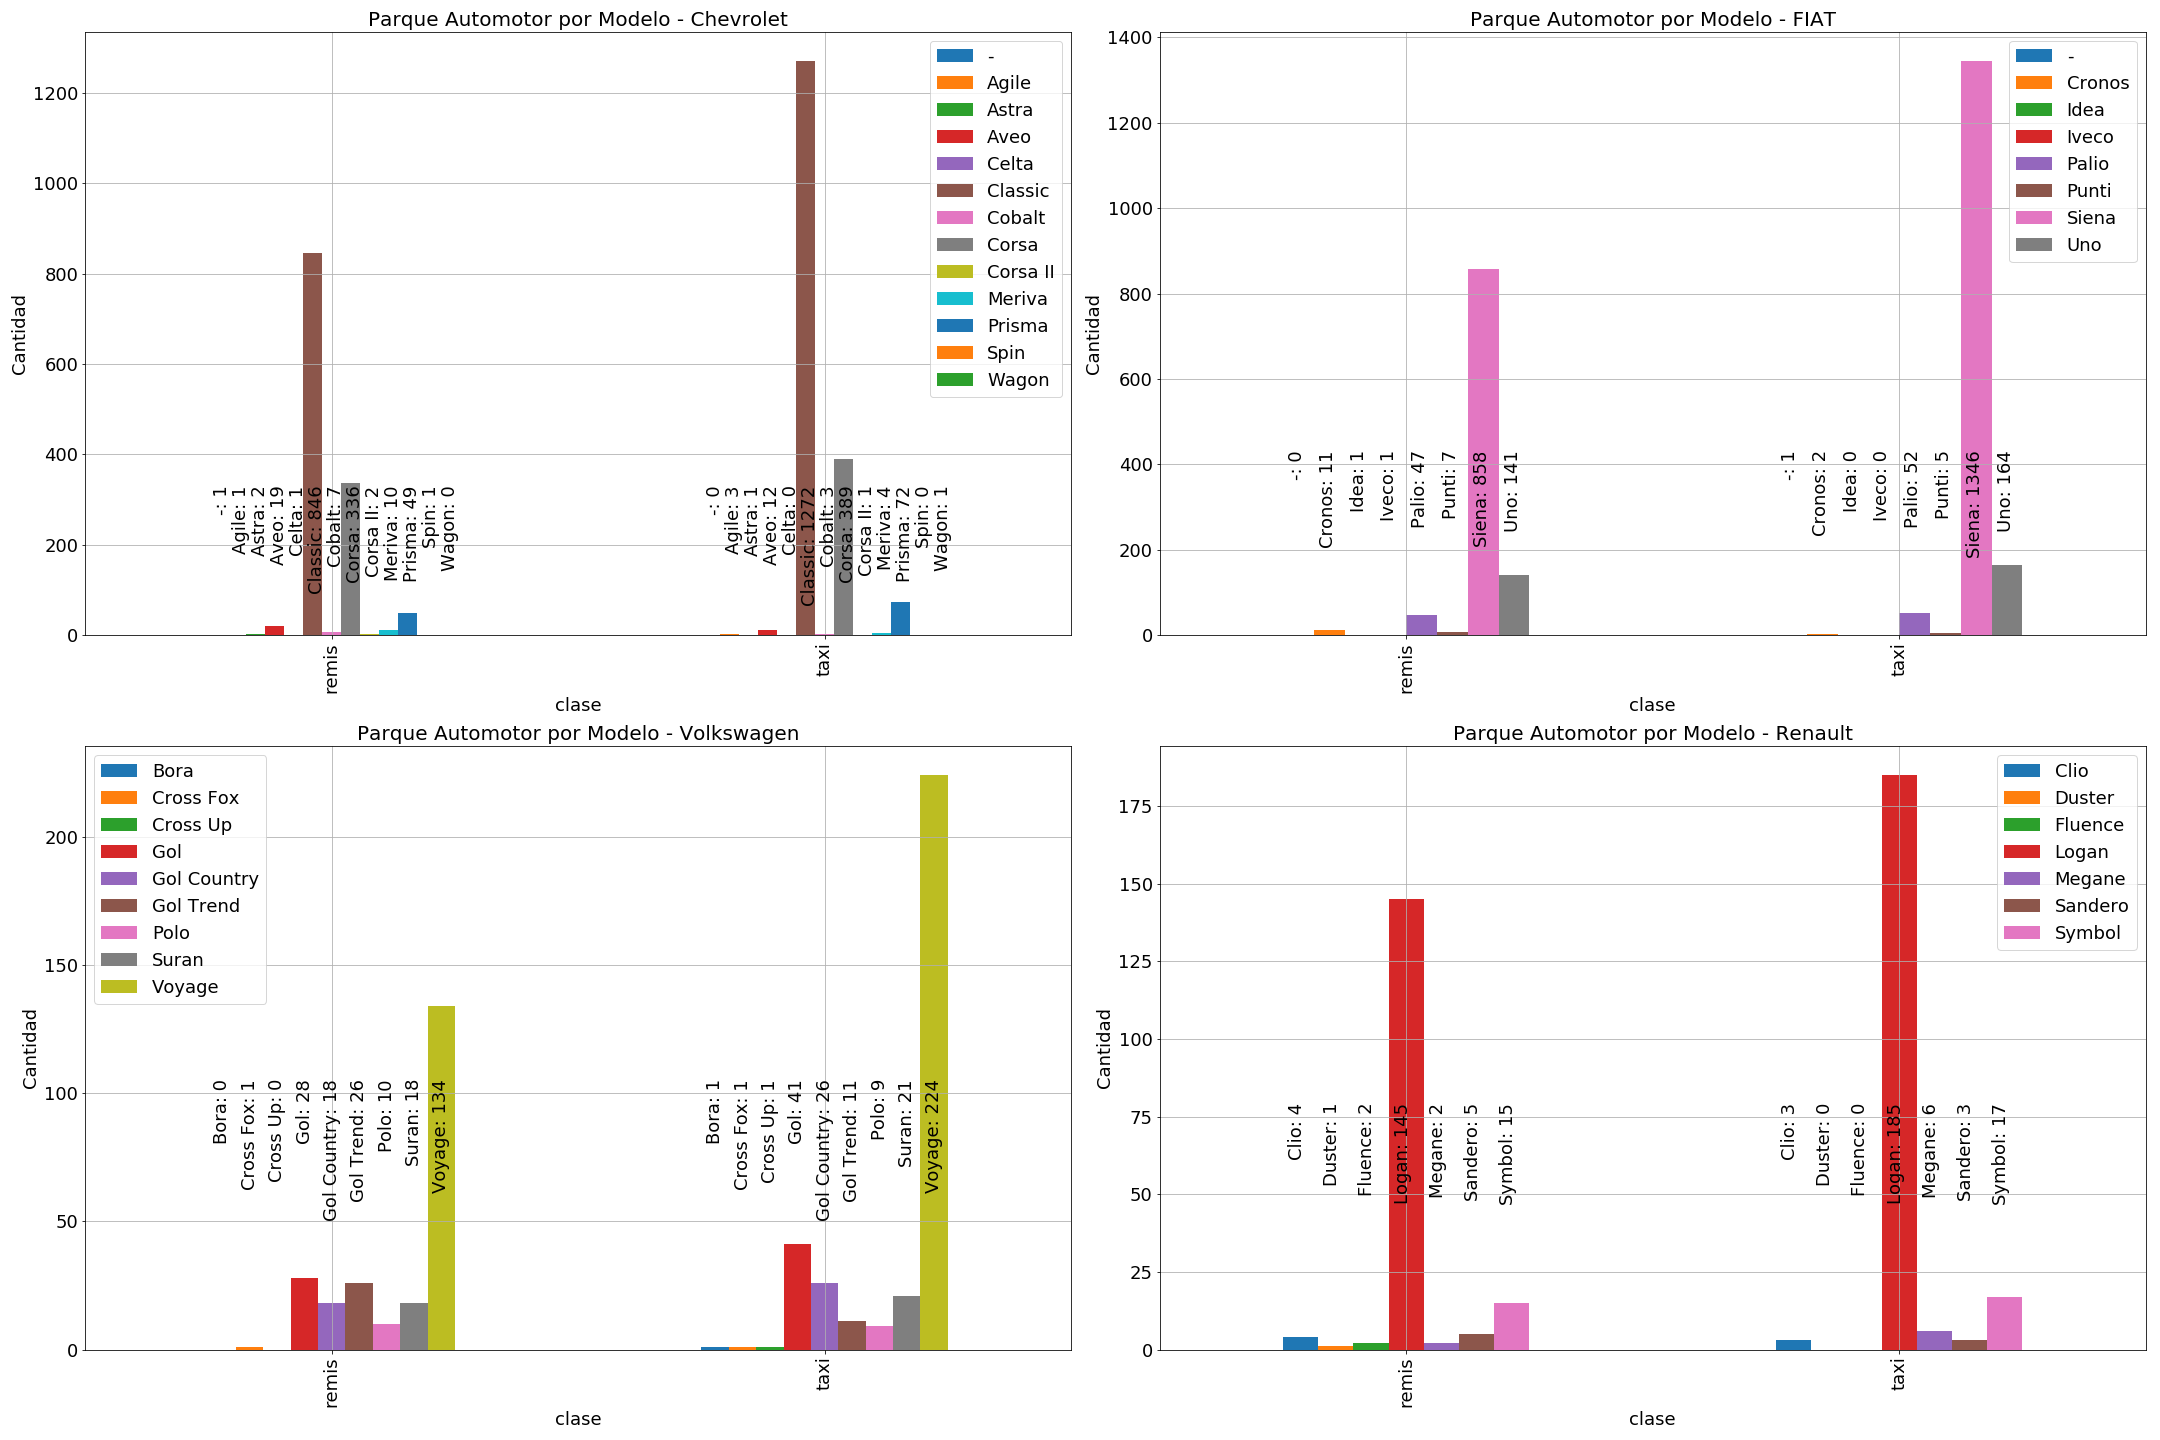 Parque Automotor por Modelo - Chevrolet
Cantidad
1200
1000
800
600
400
200
0
-
Agile
Astra
Aveo
Celta
Classic
Cobalt
Corsa
Corsa II
Meriva
Prisma
Spin
Wagon
-: 1
Agile: 1
Astra: 2
Aveo: 19
Celta: 1
Classic: 846
Cobalt: 7
Corsa: 336
Corsa II: 2
Meriva: 10
Prisma: 49
Spin: 1
Wagon: 0
-: 0
Agile: 3
Astra: 1
Aveo: 12
Celta: 0
Classic: 1272
Cobalt: 3
Corsa: 389
Corsa II: 1
Meriva: 4
Prisma: 72
Spin: 0
Wagon: 1
remis
taxi
clase
Parque Automotor por Modelo - FIAT
Cantidad
1400
1200
1000
800
600
400
200
0
-
Cronos
Idea
Iveco
Palio
Punti
Siena
Uno
-: 0
Cronos: 11
Idea: 1
Iveco: 1
Palio: 47
Punti: 7
Siena: 858
Uno: 141
-: 1
Cronos: 2
Idea: 0
Iveco: 0
Palio: 52
Punti: 5
Siena: 1346
Uno: 164
remis
taxi
clase
Parque Automotor por Modelo - Volkswagen
Cantidad
200
150
100
50
0
Bora
Cross Fox
Cross Up
Gol
Gol Country
Gol Trend
Polo
Suran
Voyage
Bora: 0
Cross Fox: 1
Cross Up: 0
Gol: 28
Gol Country: 18
Gol Trend: 26
Polo: 10
Suran: 18
Voyage: 134
Bora: 1
Cross Fox: 1
Cross Up: 1
Gol: 41
Gol Country: 26
Gol Trend: 11
Polo: 9
Suran: 21
Voyage: 224
remis
taxi
clase
Parque Automotor por Modelo - Renault
Cantidad
175
150
125
100
75
50
25
0
Clio
Duster
Fluence
Logan
Megane
Sandero
Symbol
Clio: 4
Duster: 1
Fluence: 2
Logan: 145
Megane: 2
Sandero: 5
Symbol: 15
Clio: 3
Duster: 0
Fluence: 0
Logan: 185
Megane: 6
Sandero: 3
Symbol: 17
remis
taxi
clase